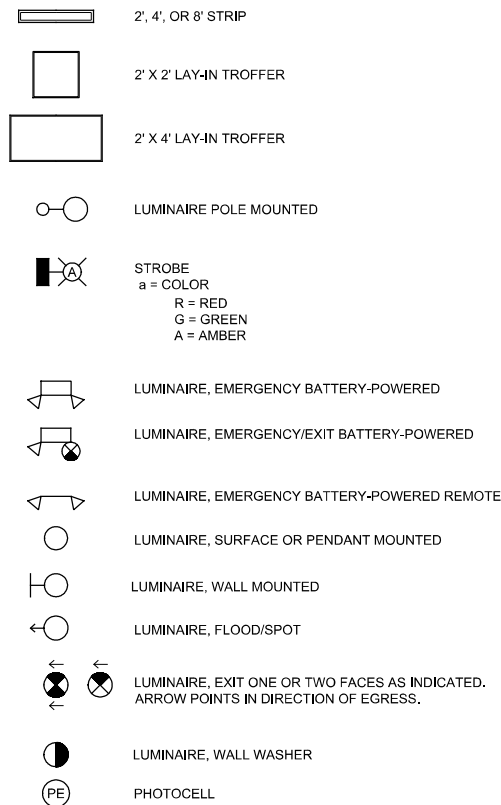 2', 4', OR 8' STRIP
2' X 2' LAY-IN TROFFER
2' X 4' LAY-IN TROFFER
LUMINAIRE POLE MOUNTED
A
STROBE
a = COLOR
R = RED
G = GREEN
A = AMBER
LUMINAIRE, EMERGENCY BATTERY-POWERED
LUMINAIRE, EMERGENCY/EXIT BATTERY-POWERED
LUMINAIRE, EMERGENCY BATTERY-POWERED REMOTE
LUMINAIRE, SURFACE OR PENDANT MOUNTED
LUMINAIRE, WALL MOUNTED
LUMINAIRE, FLOOD/SPOT
LUMINAIRE, EXIT ONE OR TWO FACES AS INDICATED.
ARROW POINTS IN DIRECTION OF EGRESS.
LUMINAIRE, WALL WASHER
PE PHOTOCELL